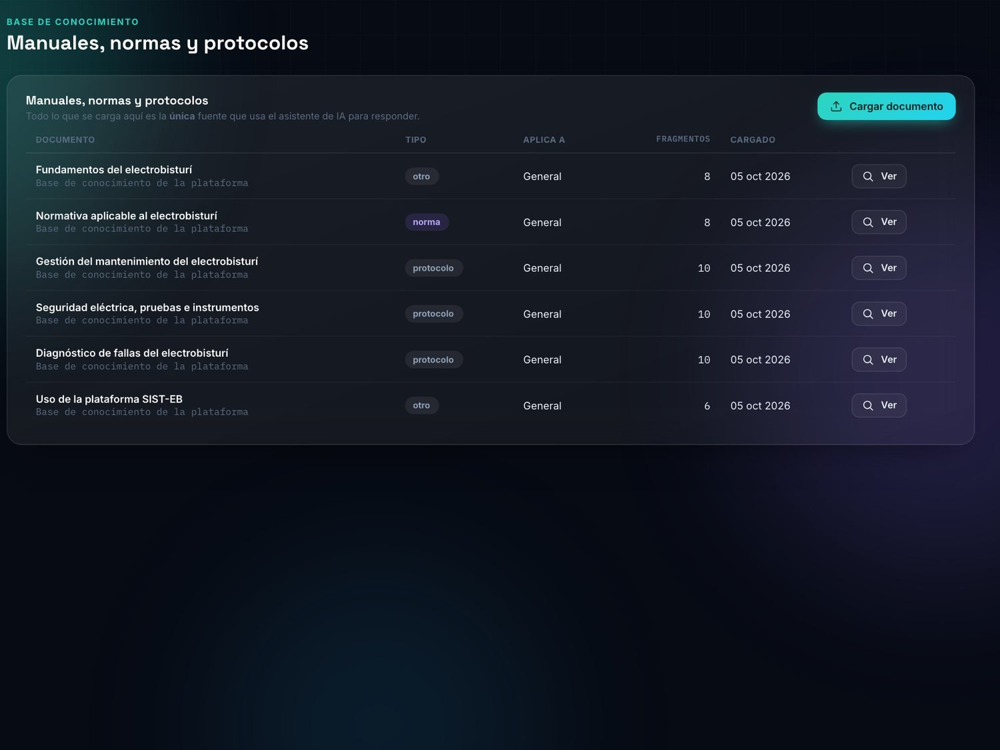 BASE DE CONOCIMIENTO
Manuales, normas y protocolos
Manuales, normas y protocolos
Todo lo que se carga aquí es la única fuente que usa el asistente de IA para responder.
Cargar documento
DOCUMENTO TIPO APLICA A FRAGMENTOS CARGADO
Fundamentos del electrobisturí
Base de conocimiento de la plataforma
otro General 8 05 oct 2026 Ver
Normativa aplicable al electrobisturí
Base de conocimiento de la plataforma
norma General 8 05 oct 2026 Ver
Gestión del mantenimiento del electrobisturí
Base de conocimiento de la plataforma
protocolo General 10 05 oct 2026 Ver
Seguridad eléctrica, pruebas e instrumentos
Base de conocimiento de la plataforma
protocolo General 10 05 oct 2026 Ver
Diagnóstico de fallas del electrobisturí
Base de conocimiento de la plataforma
protocolo General 10 05 oct 2026 Ver
Uso de la plataforma SIST-EB
Base de conocimiento de la plataforma
otro General 6 05 oct 2026 Ver